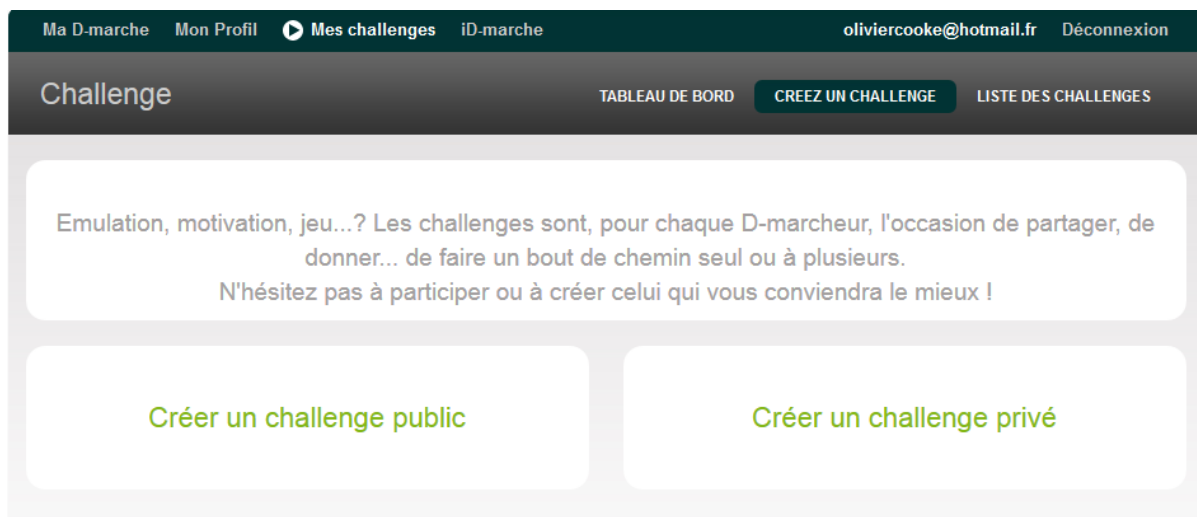 Ma D-marche Mon Profil Mes challenges iD-marche oliviercooke@hotmail.fr Déconnexion
Challenge TABLEAU DE BORD CREEZ UN CHALLENGE LISTE DES CHALLENGES
Emulation, motivation, jeu...? Les challenges sont, pour chaque D-marcheur, l'occasion de partager, de
donner... de faire un bout de chemin seul ou à plusieurs.
N'hésitez pas à participer ou à créer celui qui vous conviendra le mieux !
Créer un challenge public Créer un challenge privé